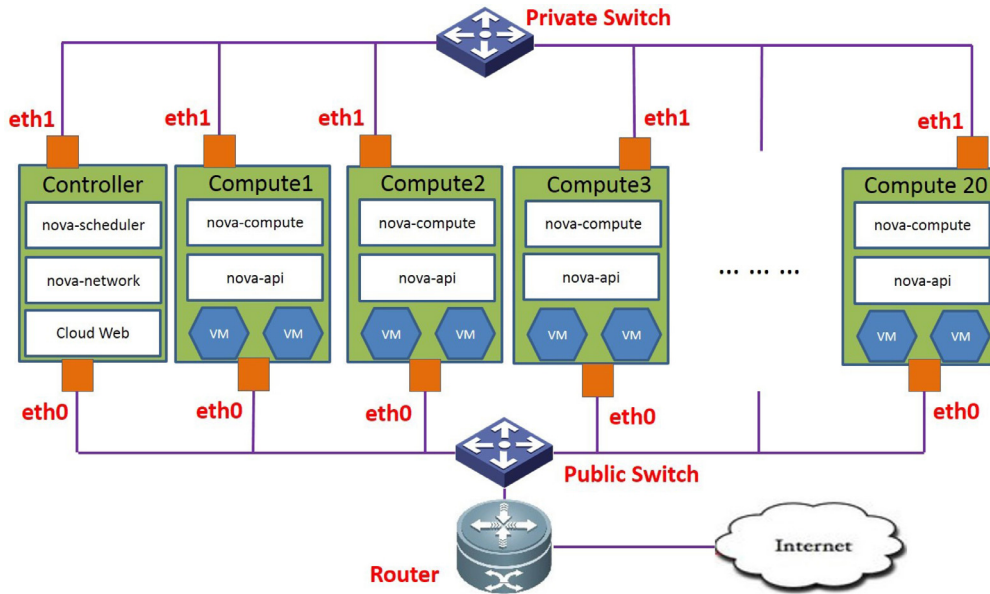 Private Switch
eth1
eth1
eth1
eth1
eth1
Controller
nova-scheduler
nova-network
Cloud Web
Compute1
nova-compute
nova-api
VM
VM
Compute2
nova-compute
nova-api
VM
VM
Compute3
nova-compute
nova-api
VM
VM
... ... ...
Compute 20
nova-compute
nova-api
VM
VM
eth0
eth0
eth0
eth0
eth0
Public Switch
Router
Internet